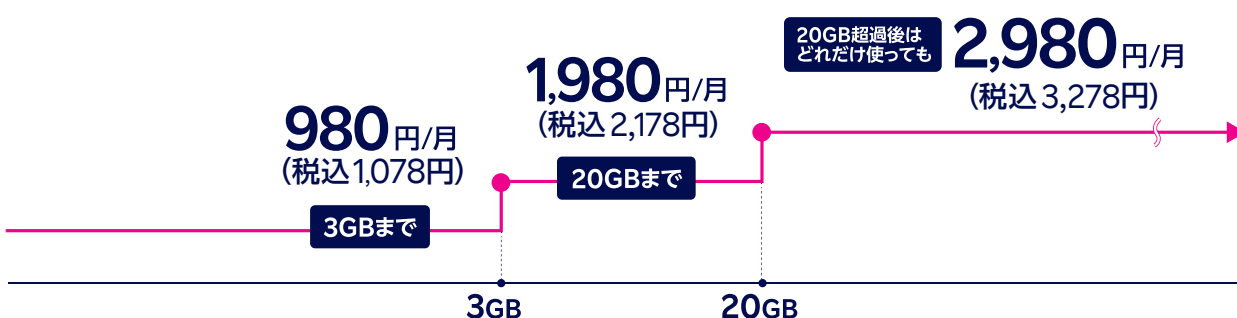 980円/月
(税込1,078円)
3GBまで
1,980円/月
(税込2,178円)
20GBまで
20GB超過後は
どれだけ使っても
2,980円/月
(税込3,278円)
3GB
20GB